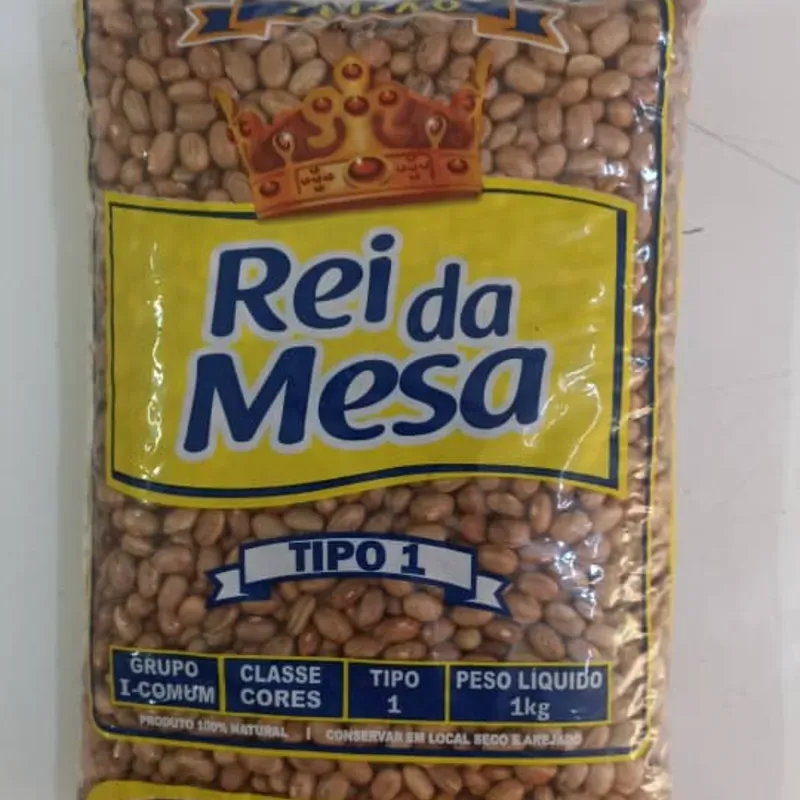 Rei da
Mesa
TIPO 1
GRUPO
I-COMUM
CLASSE
CORES
TIPO
1
PESO LÍQUIDO
1kg
PRODUTO 100% NATURAL | CONSERVAR EM LOCAL SECO E AREJADO